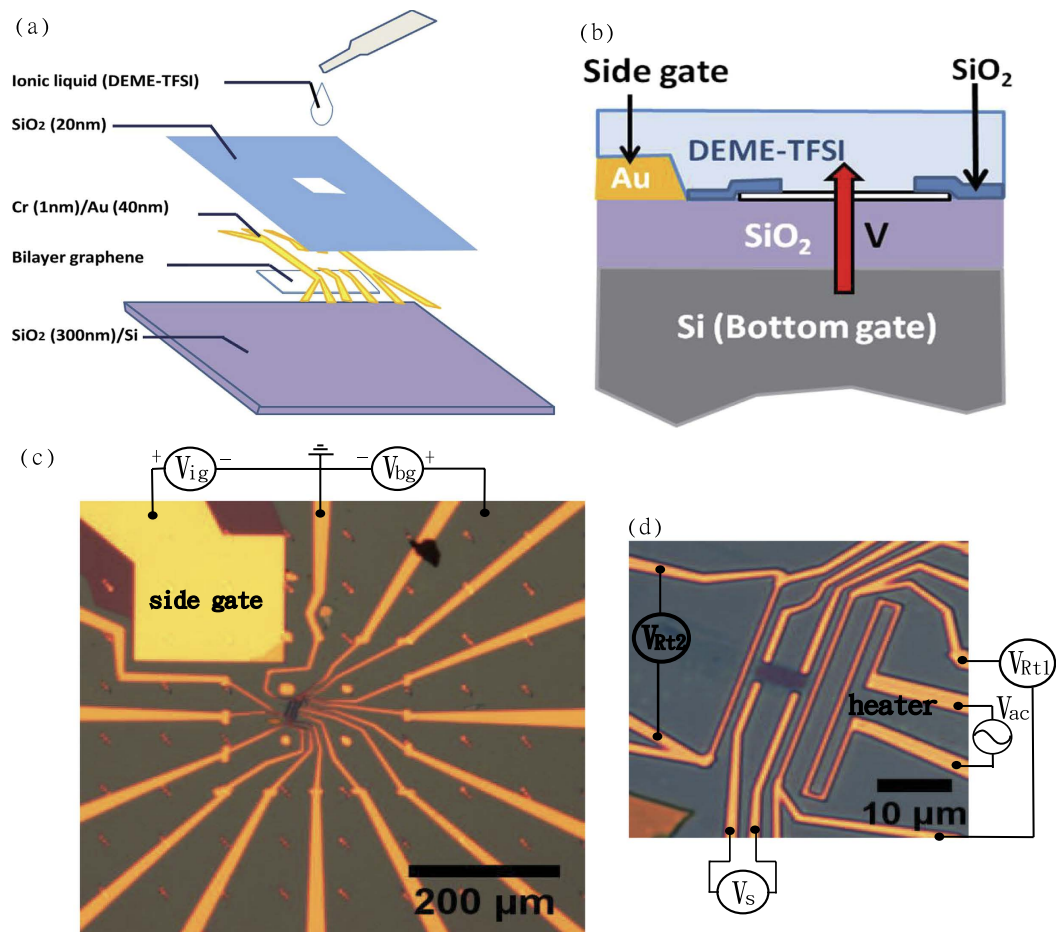 (a)
Ionic liquid (DEME-TFSI)
SiO2 (20nm)
Cr (1nm)/Au (40nm)
Bilayer graphene
SiO2 (300nm)/Si
(b)
Side gate
SiO2
DEME-TFSI
Au
SiO2
V
Si (Bottom gate)
(c)
+ Vig − − Vbg +
side gate
200 μm
(d)
VRt2
VRt1
heater
Vac
10 μm
Vs